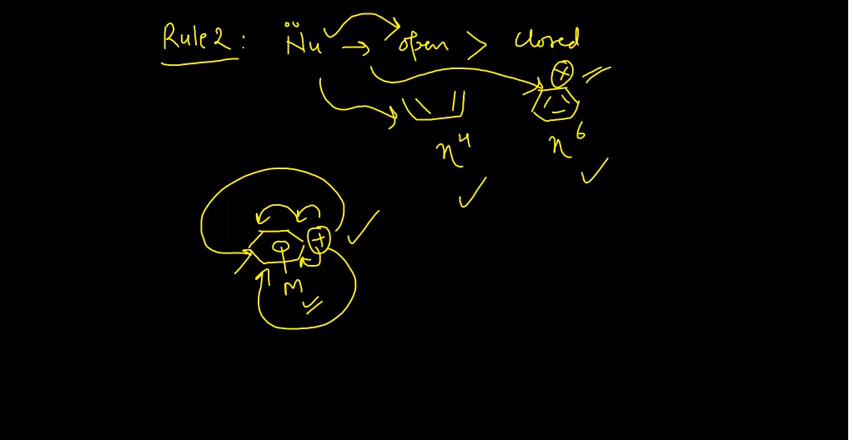 Rule 2 : Nu → open > closed
+
η4 η6
+
M